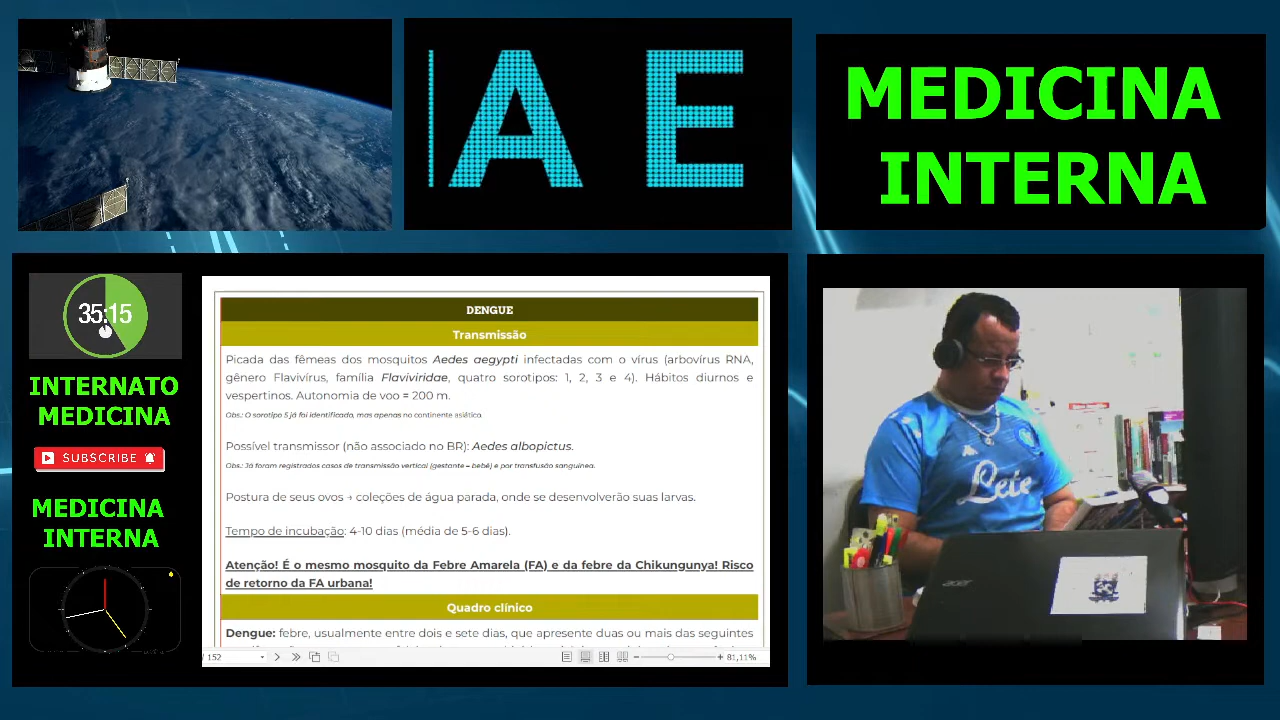 A E
MEDICINA
INTERNA
35:15
INTERNATO
MEDICINA
SUBSCRIBE
MEDICINA
INTERNA
DENGUE
Transmissão
Picada das fêmeas dos mosquitos Aedes aegypti infectadas com o vírus (arbovírus RNA,
gênero Flavivírus, família Flaviviridae, quatro sorotipos: 1, 2, 3 e 4). Hábitos diurnos e
vespertinos. Autonomia de voo = 200 m.
Obs.: O sorotipo 5 já foi identificado, mas apenas no continente asiático.
Possível transmissor (não associado no BR): Aedes albopictus.
Obs.: Já foram registrados casos de transmissão vertical (gestante – bebê) e por transfusão sanguínea.
Postura de seus ovos → coleções de água parada, onde se desenvolverão suas larvas.
Tempo de incubação: 4-10 dias (média de 5-6 dias).
Atenção! É o mesmo mosquito da Febre Amarela (FA) e da febre da Chikungunya! Risco
de retorno da FA urbana!
Quadro clínico
Dengue: febre, usualmente entre dois e sete dias, que apresente duas ou mais das seguintes
/ 152
81,11%
Lete
acer